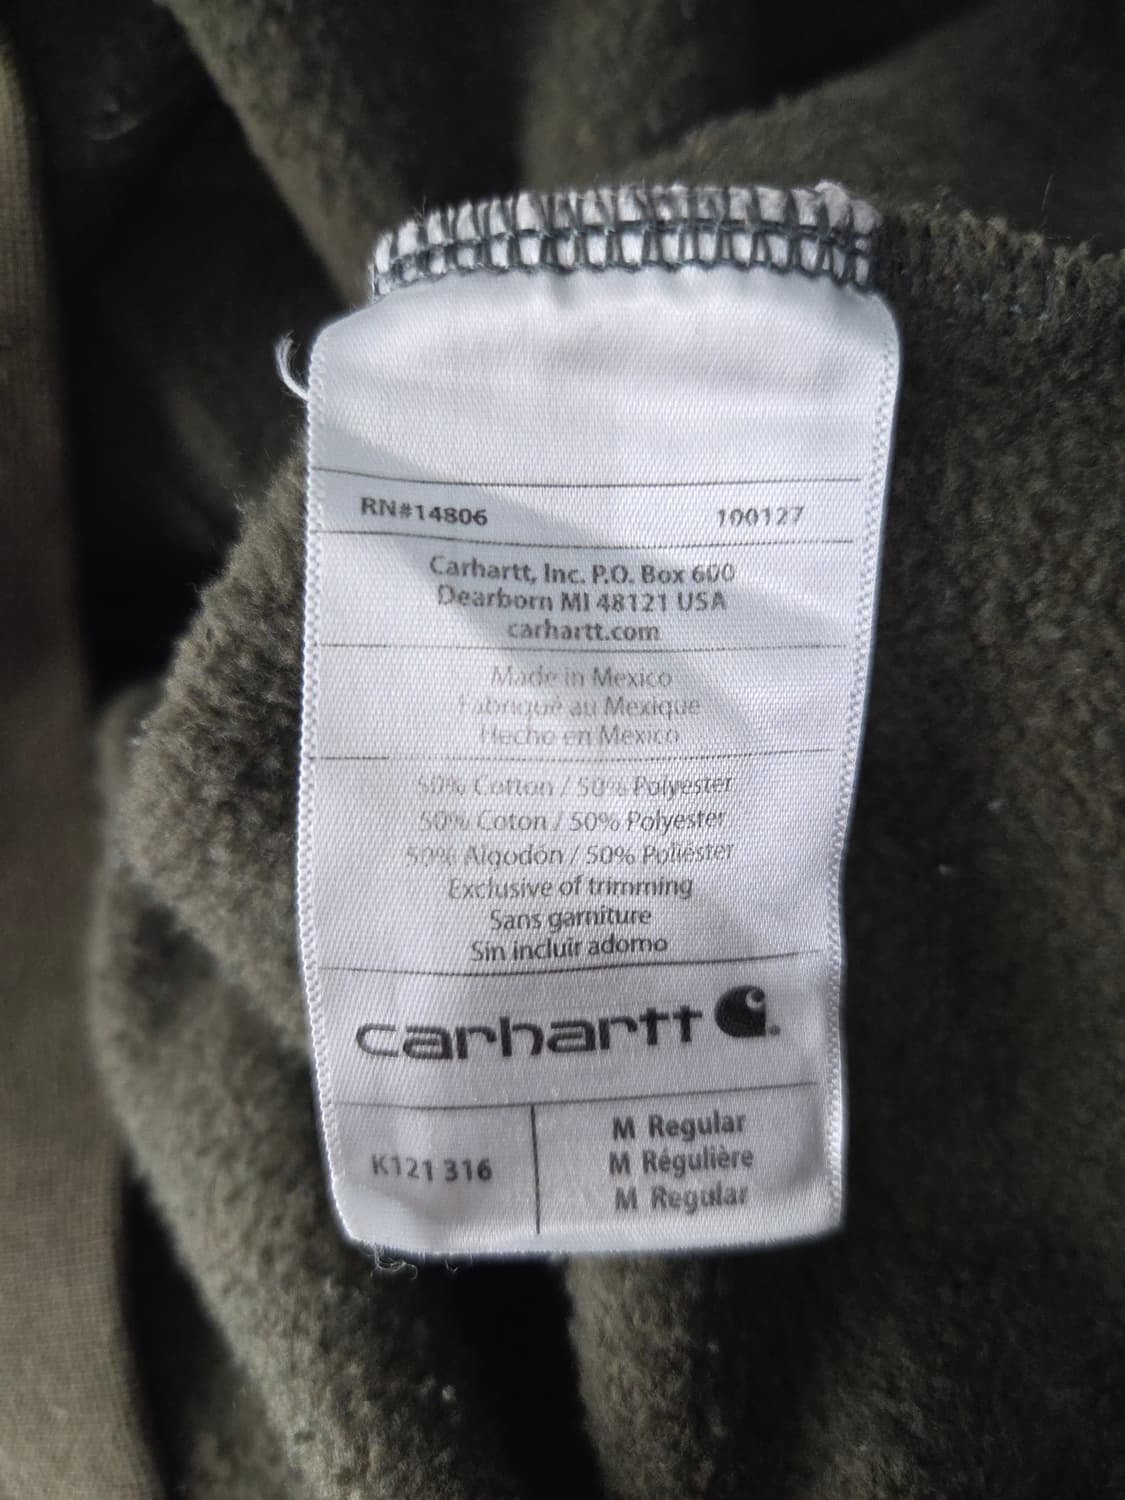 RN#14806 100127
Carhartt, Inc. P.O. Box 600
Dearborn MI 48121 USA
carhartt.com
Made in Mexico
Fabriqué au Mexique
Hecho en Mexico
50% Cotton / 50% Polyester
50% Coton / 50% Polyester
50% Algodón / 50% Poliéster
Exclusive of trimming
Sans garniture
Sin incluir adorno
carhartt
K121 316
M Regular
M Régulière
M Regular